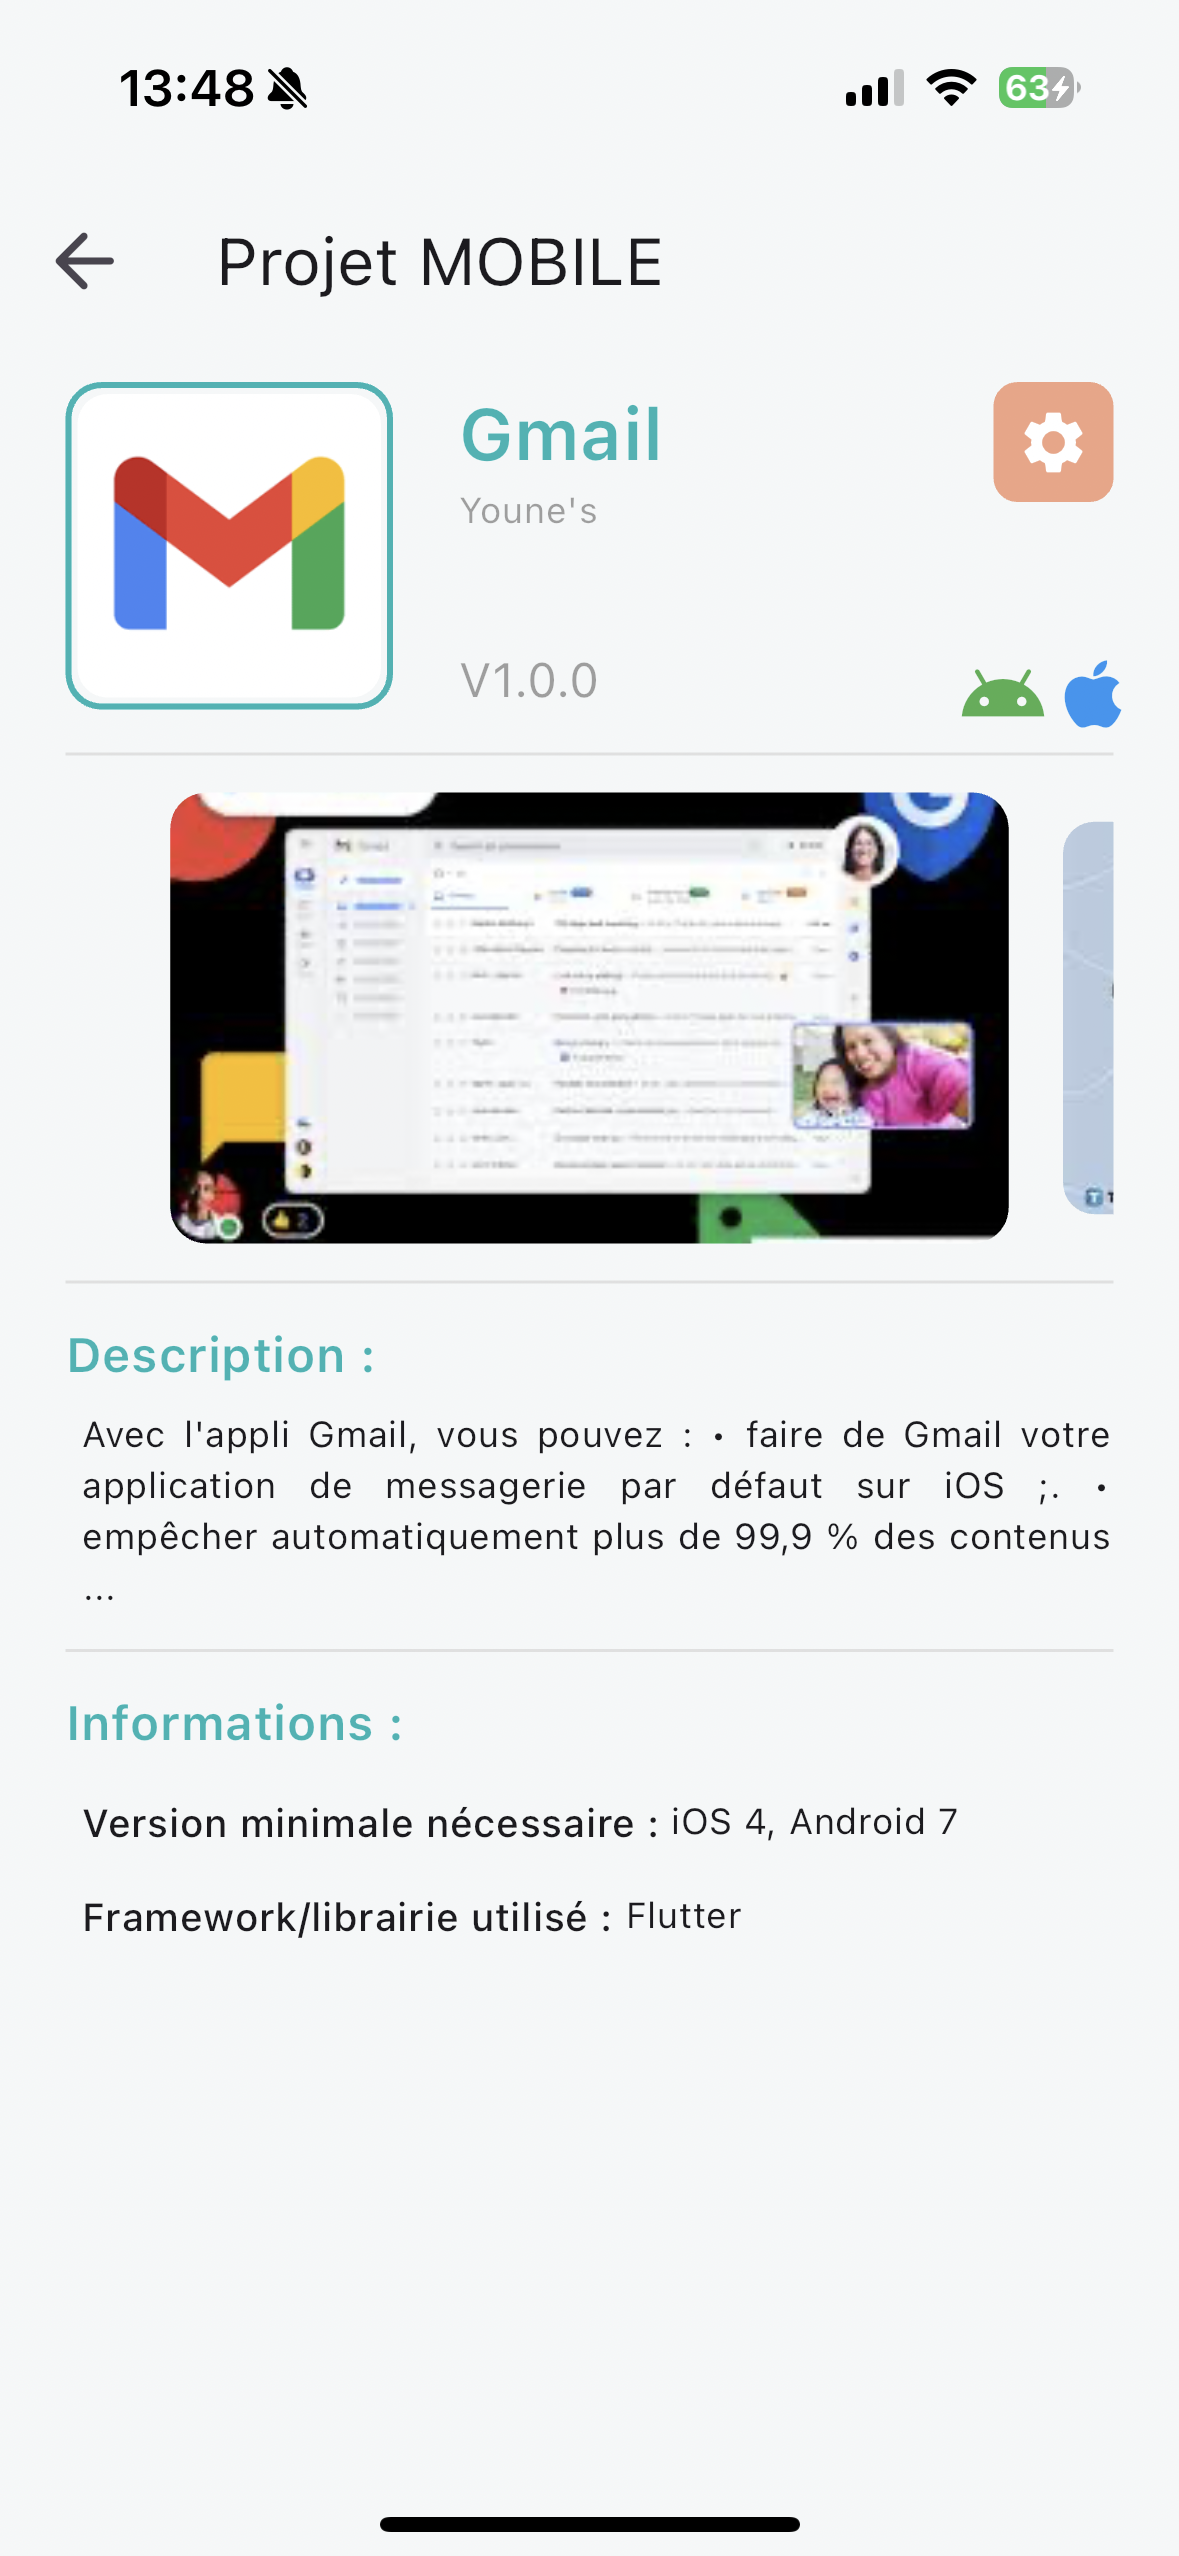 13:48
63
Projet MOBILE
Gmail
Youne's
V1.0.0
2
Description :
Avec l'appli Gmail, vous pouvez : • faire de Gmail votre
application de messagerie par défaut sur iOS ;. •
empêcher automatiquement plus de 99,9 % des contenus
...
Informations :
Version minimale nécessaire : iOS 4, Android 7
Framework/librairie utilisé : Flutter